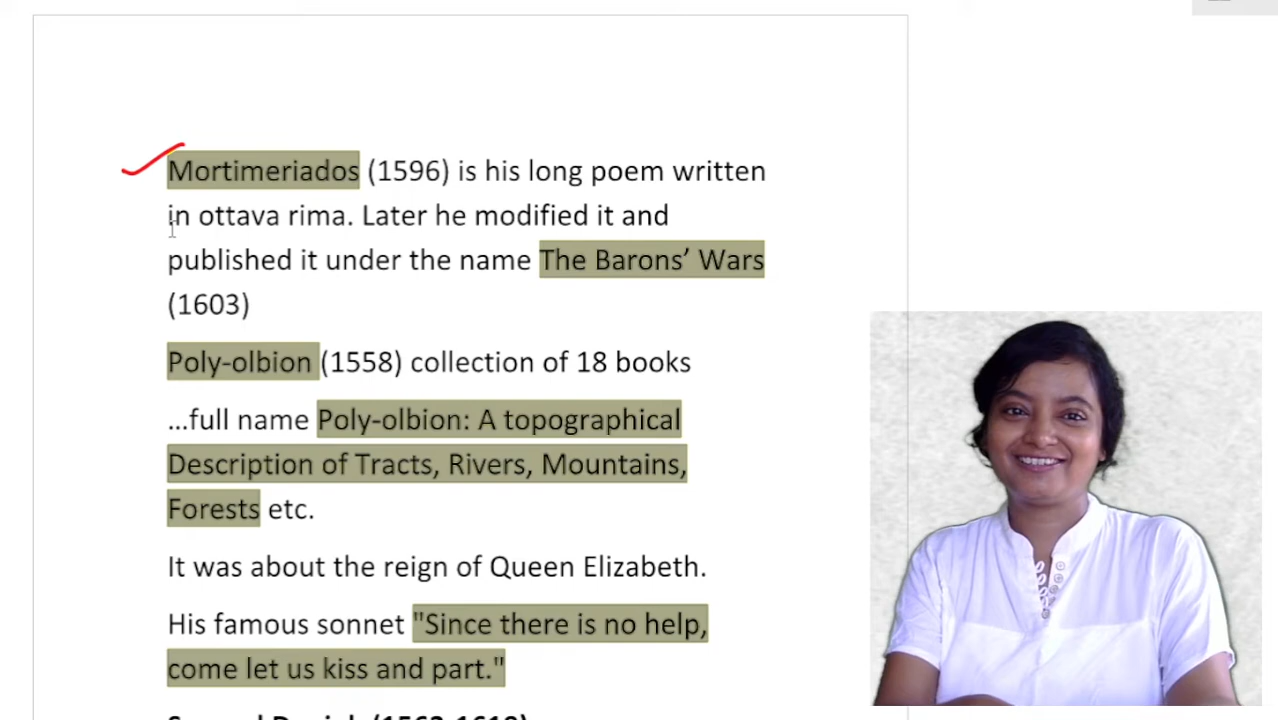 Mortimeriados (1596) is his long poem written
in ottava rima. Later he modified it and
published it under the name The Barons’ Wars
(1603)
Poly-olbion (1558) collection of 18 books
...full name Poly-olbion: A topographical
Description of Tracts, Rivers, Mountains,
Forests etc.
It was about the reign of Queen Elizabeth.
His famous sonnet "Since there is no help,
come let us kiss and part."